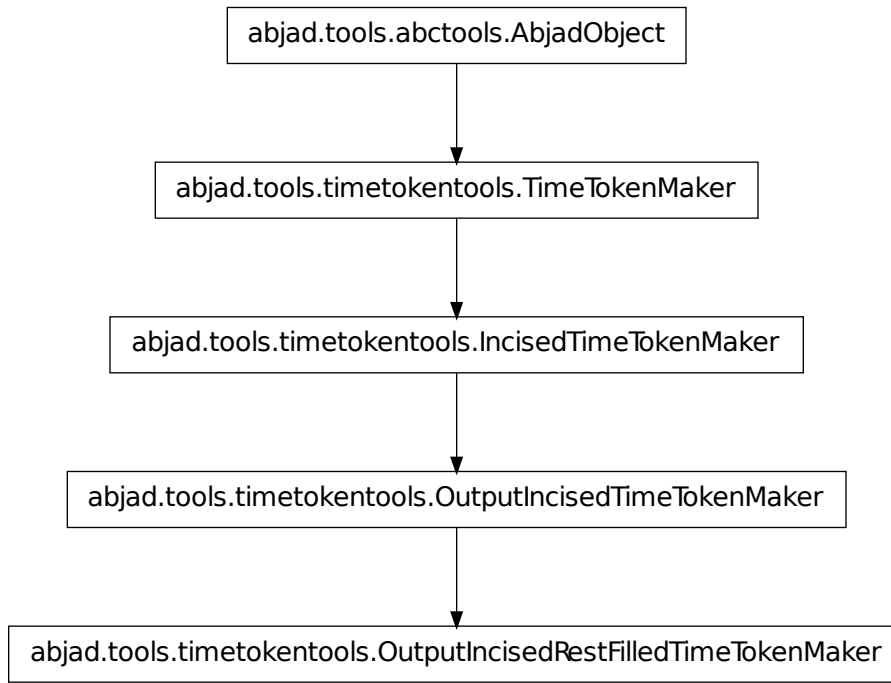 abjad.tools.abctools.AbjadObject
abjad.tools.timetokentools.TimeTokenMaker
abjad.tools.timetokentools.IncisedTimeTokenMaker
abjad.tools.timetokentools.OutputIncisedTimeTokenMaker
abjad.tools.timetokentools.OutputIncisedRestFilledTimeTokenMaker